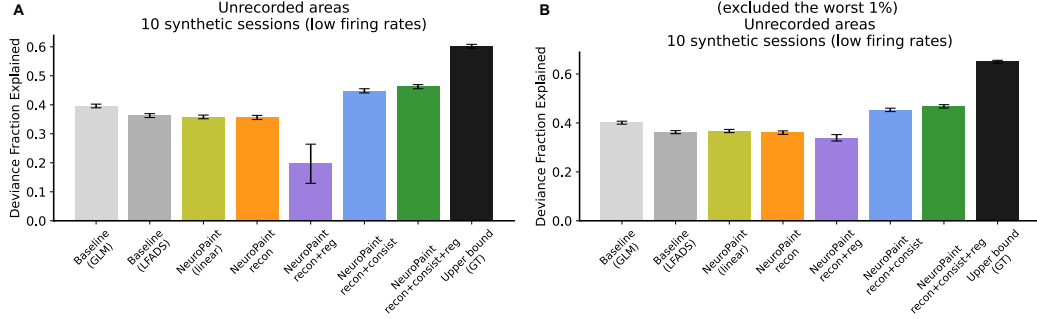 A
Unrecorded areas
10 synthetic sessions (low firing rates)
Deviance Fraction Explained
0.6
0.5
0.4
0.3
0.2
0.1
0.0
Baseline
(GLM)
Baseline
(LFADS)
NeuroPaint
(linear)
NeuroPaint
recon
NeuroPaint
recon+reg
NeuroPaint
recon+consist
NeuroPaint
recon+consist+reg
Upper bound
(GT)
B
(excluded the worst 1%)
Unrecorded areas
10 synthetic sessions (low firing rates)
Deviance Fraction Explained
0.6
0.4
0.2
0.0
Baseline
(GLM)
Baseline
(LFADS)
NeuroPaint
(linear)
NeuroPaint
recon
NeuroPaint
recon+reg
NeuroPaint
recon+consist
NeuroPaint
recon+consist+reg
Upper bound
(GT)